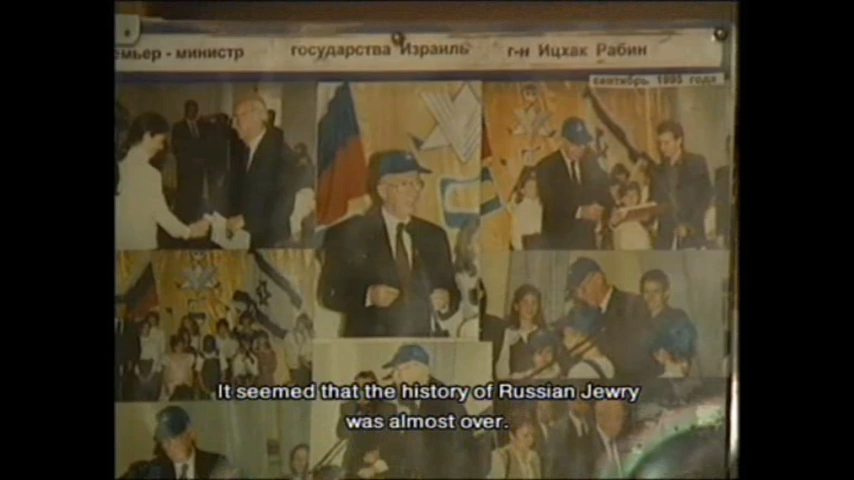 емьер - министр государства Израиль г-н Ицхак Рабин
сентябрь 1995 года
It seemed that the history of Russian Jewry
was almost over.